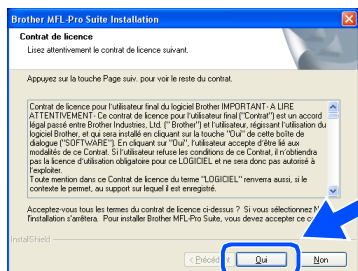 Brother MFL-Pro Suite Installation
Contrat de licence
Lisez attentivement le contrat de licence suivant.
Appuyez sur la touche Page suiv. pour voir le reste du contrat.
Contrat de licence pour l'utilisateur final du logiciel Brother IMPORTANT- A LIRE
ATTENTIVEMENT- Ce contrat de licence pour l'utilisateur final ("Contrat") est un accord
légal passé entre Brother Industries, Ltd. (" Brother") et l'utilisateur, régissant l'utilisation du
logiciel Brother, et qui sera installé en cliquant sur la touche "Oui" de cette boîte de
dialogue ("SOFTWARE"). En cliquant sur "Oui", l'utilisateur accepte d'être lié aux
modalités de ce Contrat. Si l'utilisateur refuse les conditions de ce Contrat, il n'obtiendra
pas la licence d'utilisation obligatoire pour ce LOGICIEL et ne sera donc pas autorisé à
l'exploiter.
Toute mention dans ce Contrat de licence du terme "LOGICIEL" renverra aussi, si le
contexte le permet, au support sur lequel il est enregistré.
Acceptez-vous tous les termes du contrat de licence ci-dessus ? Si vous sélectionnez
l'installation s'arrêtera. Pour installer Brother MFL-Pro Suite, vous devez accepter ce
InstallShield
< Précédent Oui Non